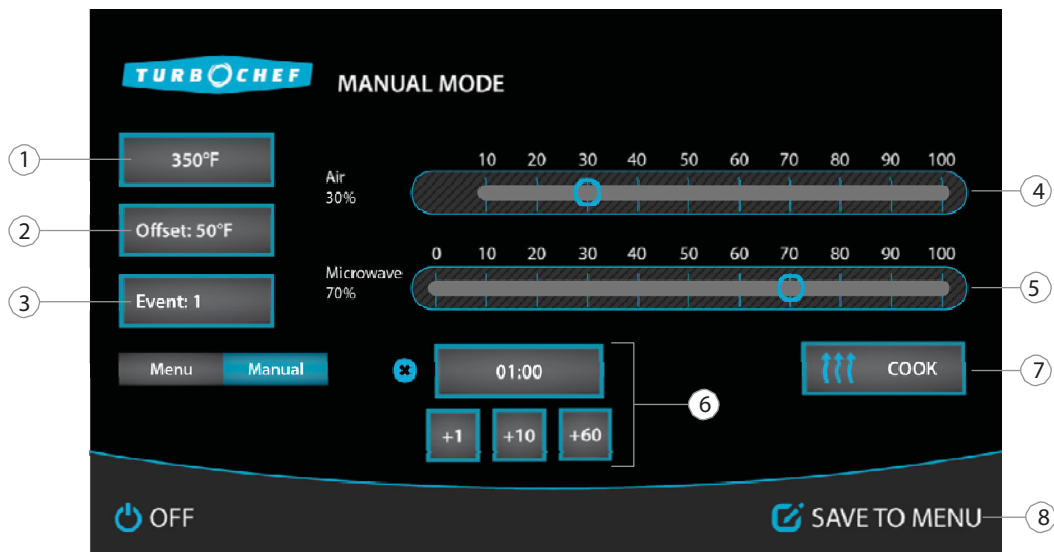 TURBOCHEF
MANUAL MODE
1
350°F
2
Offset: 50°F
3
Event: 1
Menu Manual
Air
30%
10 20 30 40 50 60 70 80 90 100
4
Microwave
70%
0 10 20 30 40 50 60 70 80 90 100
5
01:00
+1 +10 +60
6
COOK
7
OFF
SAVE TO MENU
8